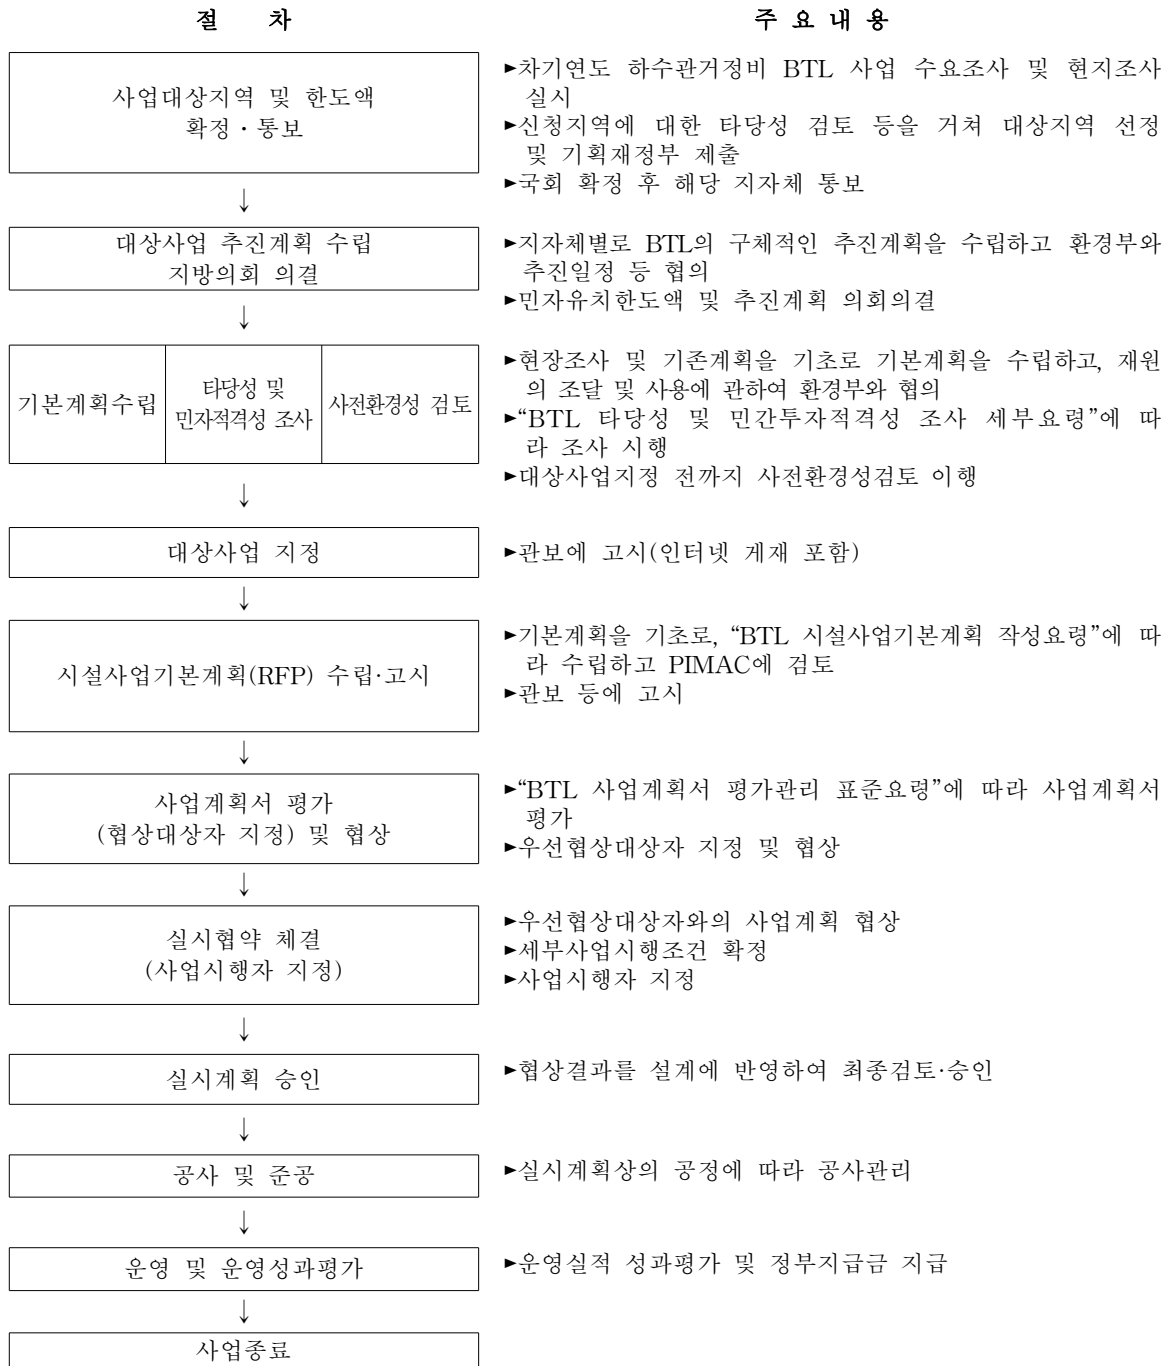 절 차
주 요 내 용
사업대상지역 및 한도액
확정·통보
►차기연도 하수관거정비 BTL 사업 수요조사 및 현지조사
실시
►신청지역에 대한 타당성 검토 등을 거쳐 대상지역 선정
및 기획재정부 제출
►국회 확정 후 해당 지자체 통보
↓
대상사업 추진계획 수립
지방의회 의결
►지자체별로 BTL의 구체적인 추진계획을 수립하고 환경부와
추진일정 등 협의
►민자유치한도액 및 추진계획 의회의결
↓
기본계획수립
타당성 및
민자적격성 조사
사전환경성 검토
►현장조사 및 기존계획을 기초로 기본계획을 수립하고, 재원
의 조달 및 사용에 관하여 환경부와 협의
►“BTL 타당성 및 민간투자적격성 조사 세부요령”에 따
라 조사 시행
►대상사업지정 전까지 사전환경성검토 이행
↓
대상사업 지정
►관보에 고시(인터넷 게재 포함)
↓
시설사업기본계획(RFP) 수립·고시
►기본계획을 기초로, “BTL 시설사업기본계획 작성요령”에 따
라 수립하고 PIMAC에 검토
►관보 등에 고시
↓
사업계획서 평가
(협상대상자 지정) 및 협상
►“BTL 사업계획서 평가관리 표준요령”에 따라 사업계획서
평가
►우선협상대상자 지정 및 협상
↓
실시협약 체결
(사업시행자 지정)
►우선협상대상자와의 사업계획 협상
►세부사업시행조건 확정
►사업시행자 지정
↓
실시계획 승인
►협상결과를 설계에 반영하여 최종검토·승인
↓
공사 및 준공
►실시계획상의 공정에 따라 공사관리
↓
운영 및 운영성과평가
►운영실적 성과평가 및 정부지급금 지급
↓
사업종료